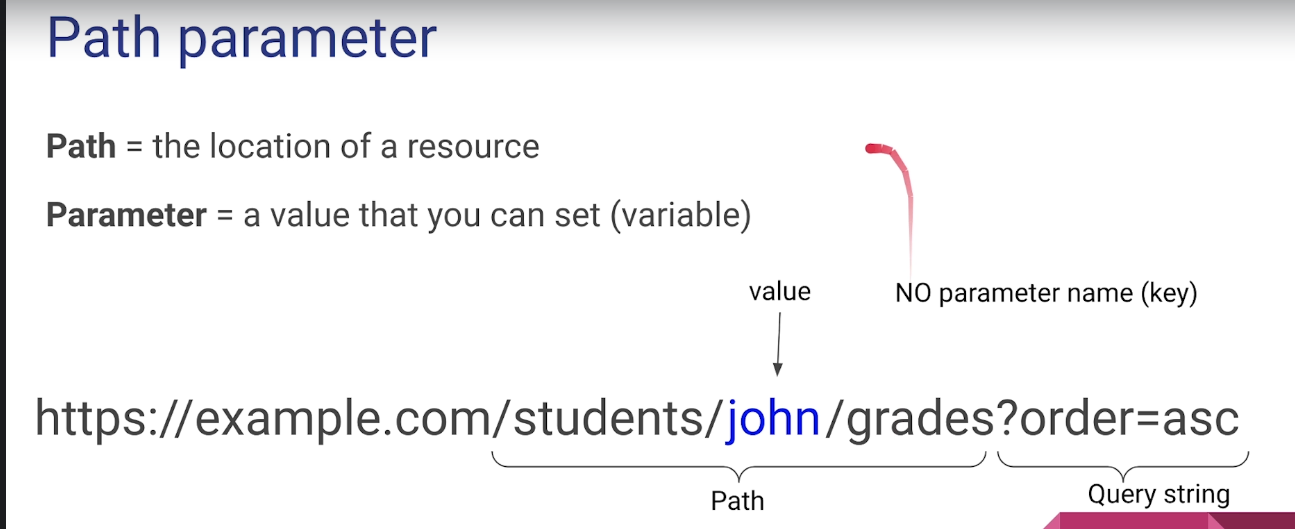 Path parameter
Path = the location of a resource
Parameter = a value that you can set (variable)
value
NO parameter name (key)
https://example.com/students/john/grades?order=asc
Path
Query string